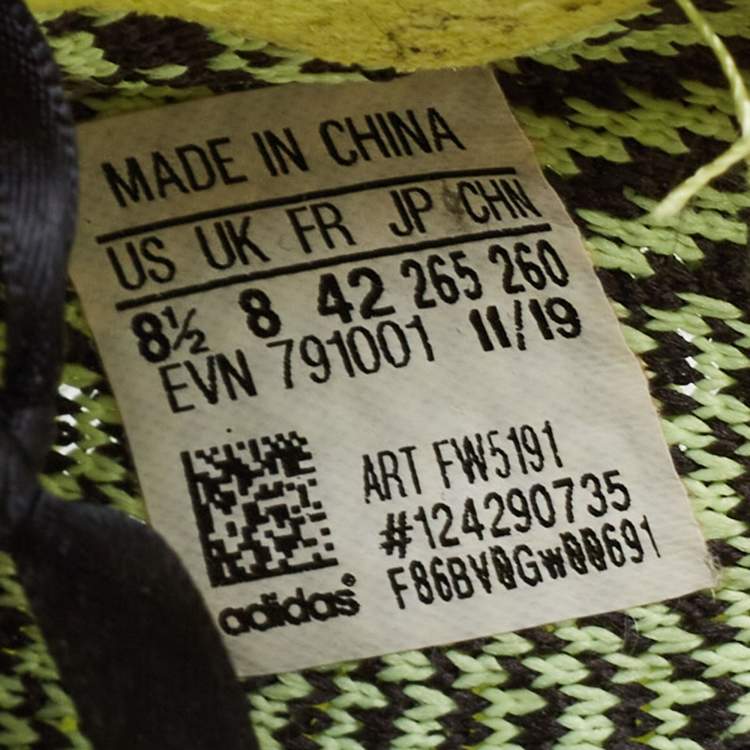 MADE IN CHINA
US UK FR JP CHN
8½ 8 42 265 260
EVN 791001 11/19
ART FW5191
#124290735
F86BV0Gw00691
adidas®